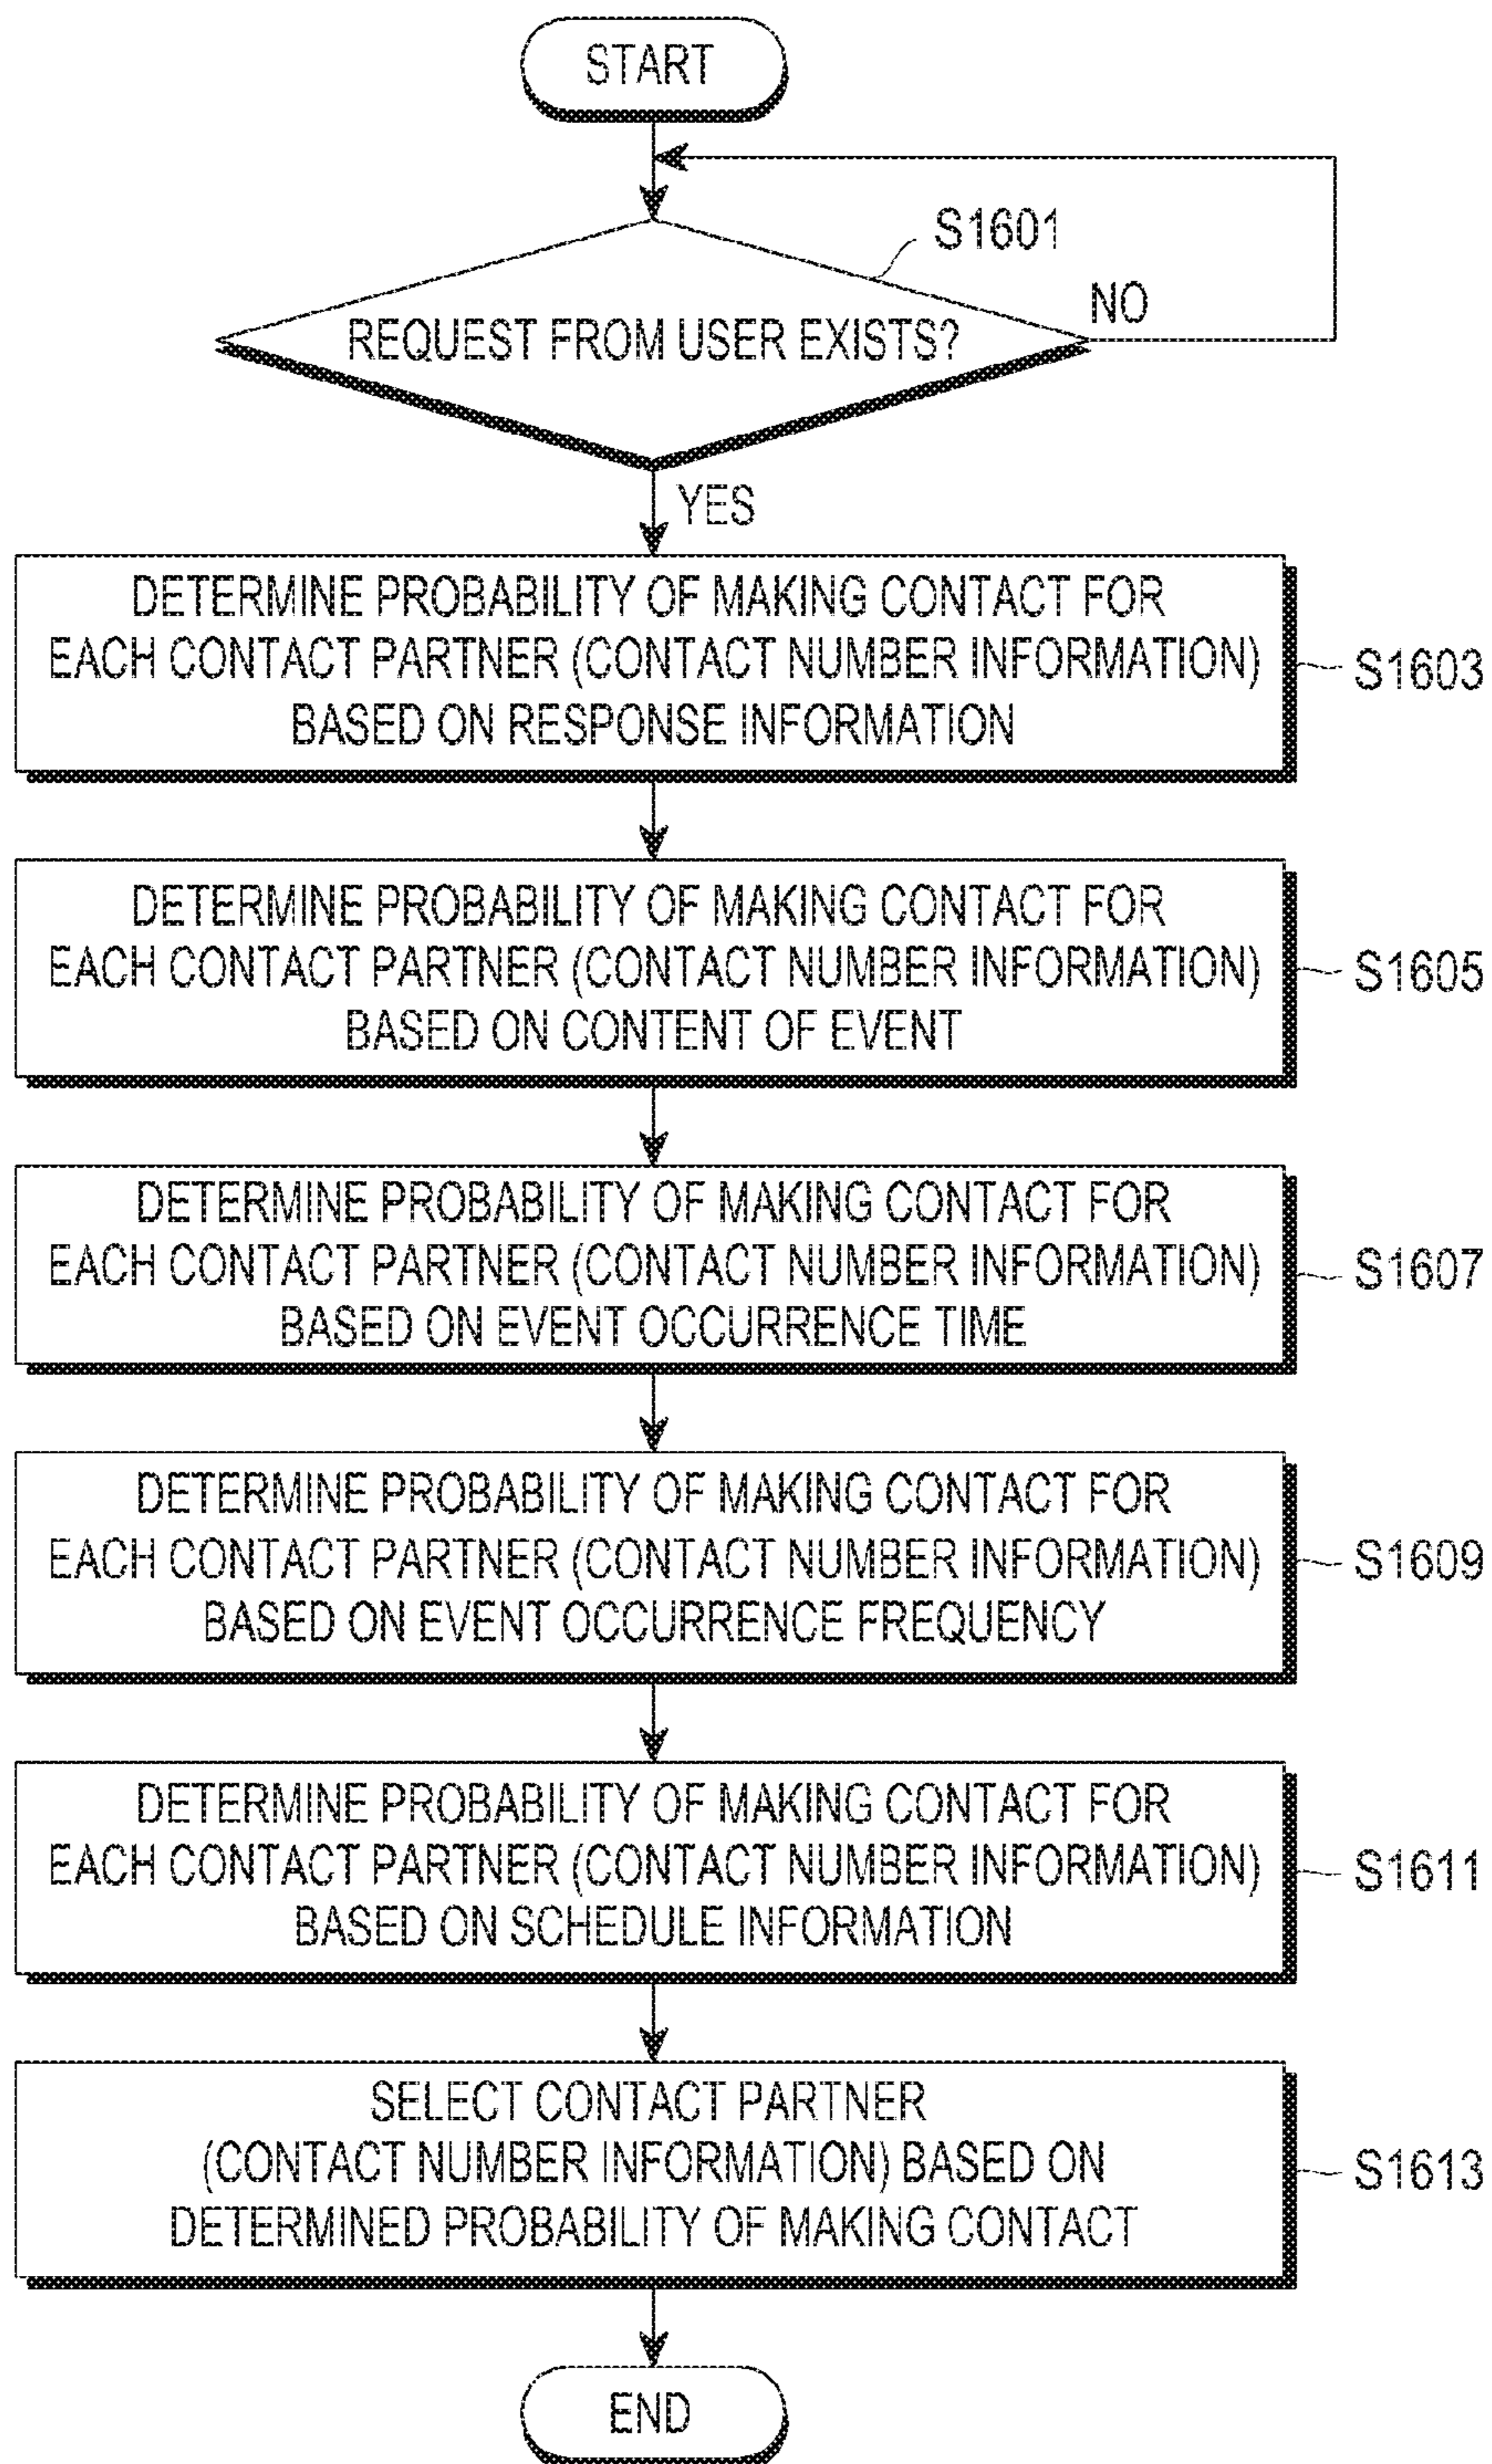 START
S1601
NO
REQUEST FROM USER EXISTS?
YES
DETERMINE PROBABILITY OF MAKING CONTACT FOR
EACH CONTACT PARTNER (CONTACT NUMBER INFORMATION)
BASED ON RESPONSE INFORMATION
S1603
DETERMINE PROBABILITY OF MAKING CONTACT FOR
EACH CONTACT PARTNER (CONTACT NUMBER INFORMATION)
BASED ON CONTENT OF EVENT
S1605
DETERMINE PROBABILITY OF MAKING CONTACT FOR
EACH CONTACT PARTNER (CONTACT NUMBER INFORMATION)
BASED ON EVENT OCCURRENCE TIME
S1607
DETERMINE PROBABILITY OF MAKING CONTACT FOR
EACH CONTACT PARTNER (CONTACT NUMBER INFORMATION)
BASED ON EVENT OCCURRENCE FREQUENCY
S1609
DETERMINE PROBABILITY OF MAKING CONTACT FOR
EACH CONTACT PARTNER (CONTACT NUMBER INFORMATION)
BASED ON SCHEDULE INFORMATION
S1611
SELECT CONTACT PARTNER
(CONTACT NUMBER INFORMATION) BASED ON
DETERMINED PROBABILITY OF MAKING CONTACT
S1613
END